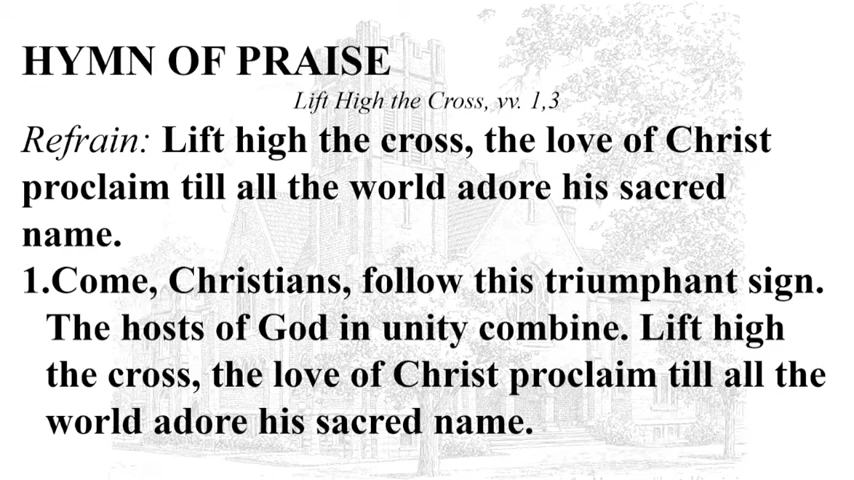 HYMN OF PRAISE
Lift High the Cross, vv. 1,3
Refrain: Lift high the cross, the love of Christ
proclaim till all the world adore his sacred
name.
1.Come, Christians, follow this triumphant sign.
The hosts of God in unity combine. Lift high
the cross, the love of Christ proclaim till all the
world adore his sacred name.